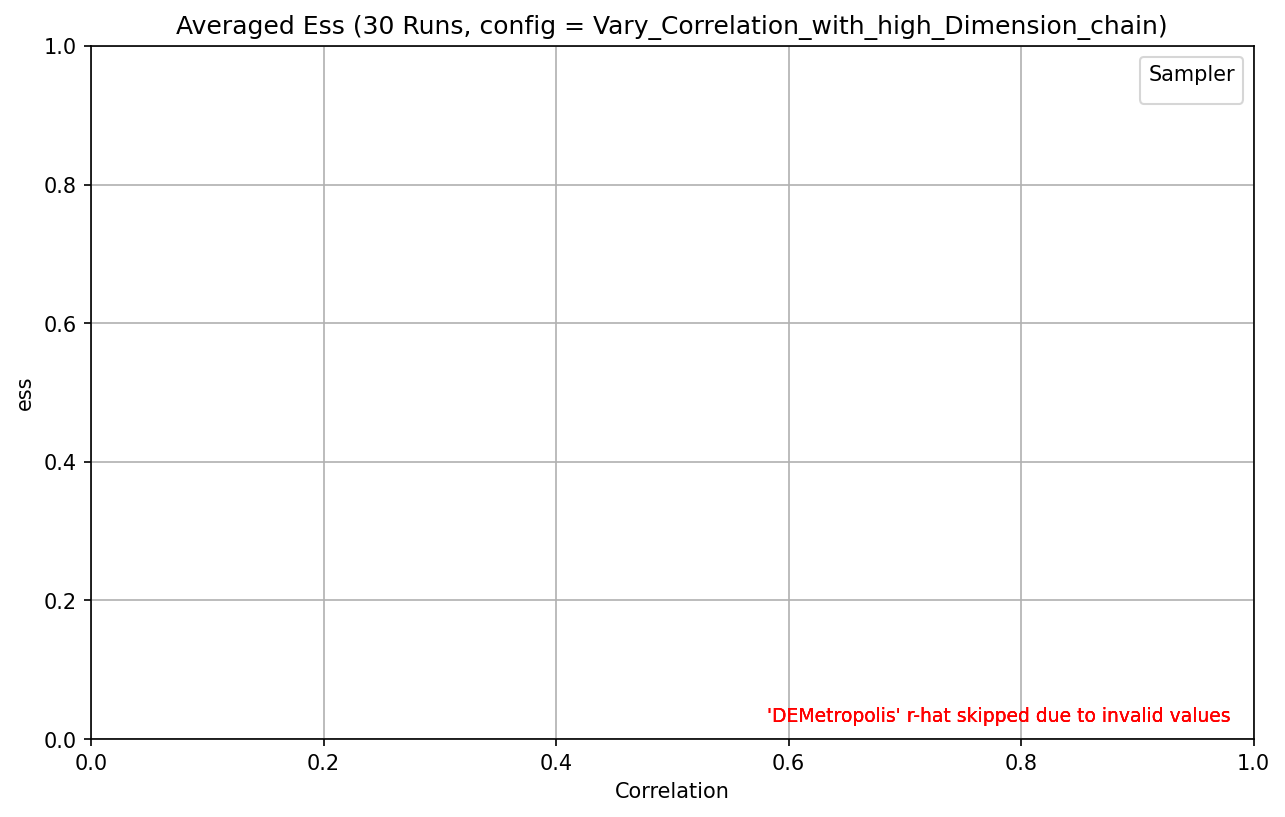 Averaged Ess (30 Runs, config = Vary_Correlation_with_high_Dimension_chain)
1.0
Sampler
0.8
0.6
ess
0.4
0.2
'DEMetropolis' r-hat skipped due to invalid values
0.0
0.0 0.2 0.4 0.6 0.8 1.0
Correlation